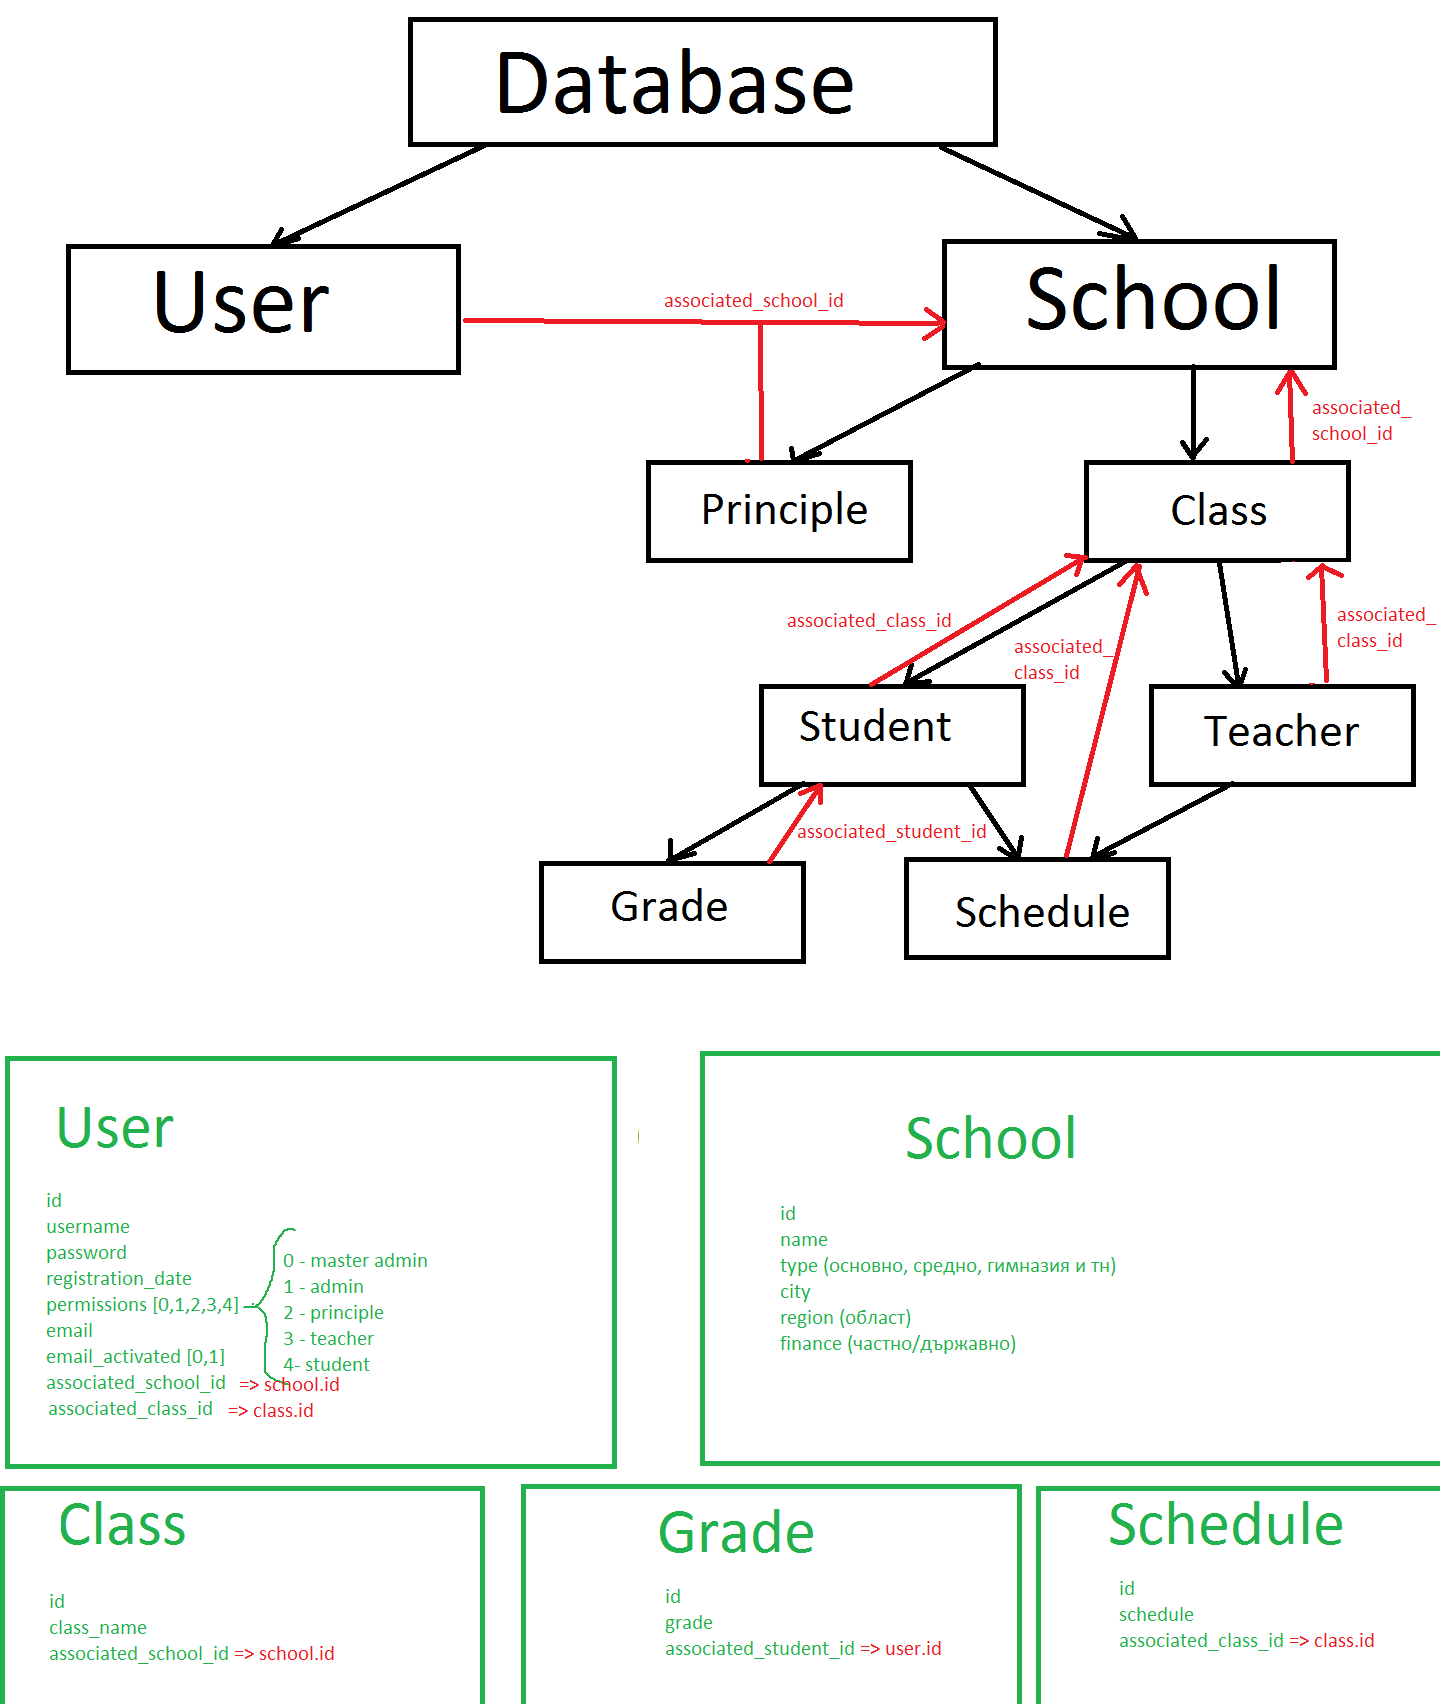 Database
User
School
associated_school_id
associated_
school_id
Principle
Class
associated_class_id
associated_
class_id
associated_
class_id
Student
Teacher
associated_student_id
Grade
Schedule
User
id
username
password
registration_date
permissions [0,1,2,3,4]
0 - master admin
1 - admin
2 - principle
3 - teacher
4- student
email
email_activated [0,1]
associated_school_id => school.id
associated_class_id => class.id
School
id
name
type (основно, средно, гимназия и тн)
city
region (област)
finance (частно/държавно)
Class
id
class_name
associated_school_id => school.id
Grade
id
grade
associated_student_id => user.id
Schedule
id
schedule
associated_class_id => class.id